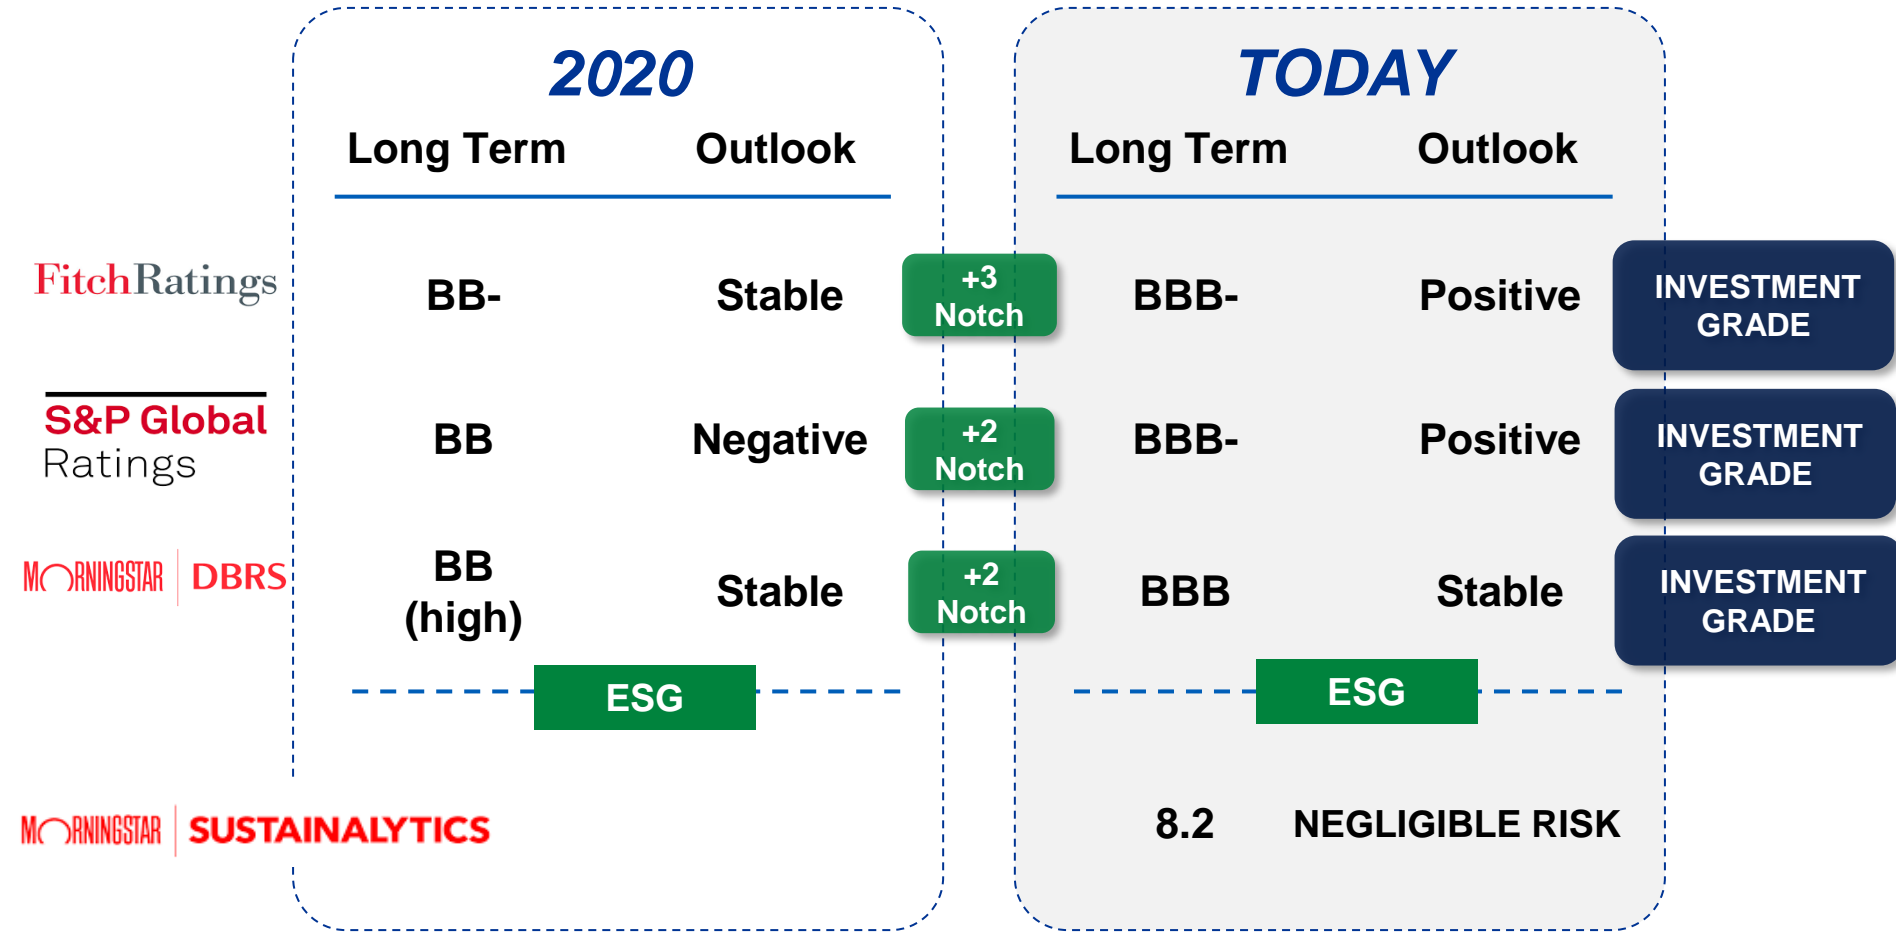 2020
TODAY
Long Term
Outlook
Long Term
Outlook
FitchRatings
BB-
Stable
+3
Notch
BBB-
Positive
INVESTMENT
GRADE
S&P Global
Ratings
BB
Negative
+2
Notch
BBB-
Positive
INVESTMENT
GRADE
MORNINGSTAR
DBRS
BB
(high)
Stable
+2
Notch
BBB
Stable
INVESTMENT
GRADE
ESG
ESG
MORNINGSTAR
SUSTAINALYTICS
8.2
NEGLIGIBLE RISK